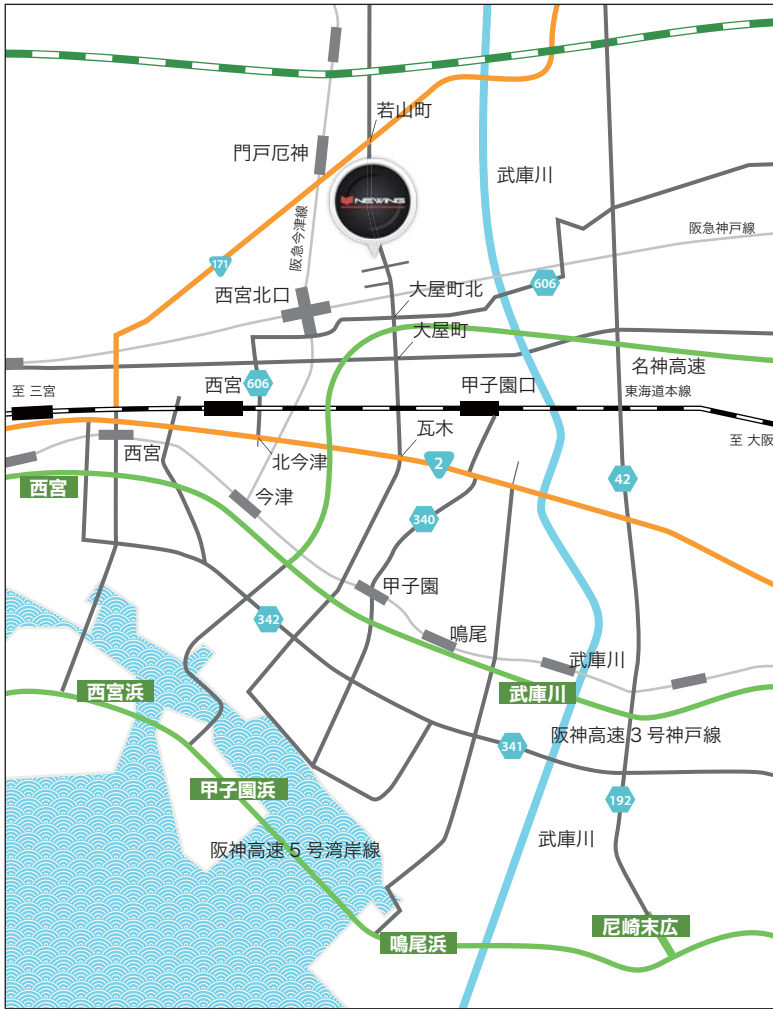 若山町
門戸厄神
武庫川
NEWING
阪急今津線
阪急神戸線
171
西宮北口
大屋町北
606
大屋町
名神高速
至 三宮
西宮
606
甲子園口
東海道本線
至 大阪
瓦木
西宮
北今津
2
42
西宮
今津
340
甲子園
342
鳴尾
武庫川
西宮浜
武庫川
阪神高速3号神戸線
341
甲子園浜
192
阪神高速5号湾岸線
武庫川
鳴尾浜
尼崎末広